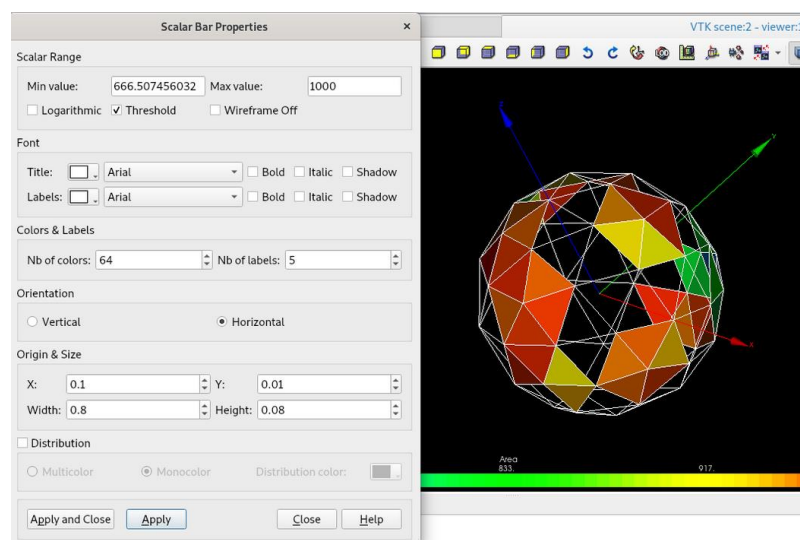 Scalar Bar Properties ×
VTK scene:2 - viewer:
Scalar Range
Min value: 666.507456032 Max value: 1000
Logarithmic Threshold Wireframe Off
Font
Title: Arial Bold Italic Shadow
Labels: Arial Bold Italic Shadow
Colors & Labels
Nb of colors: 64 Nb of labels: 5
Orientation
Vertical Horizontal
Origin & Size
X: 0.1 Y: 0.01
Width: 0.8 Height: 0.08
Distribution
Multicolor Monocolor Distribution color:
Apply and Close Apply Close Help
Z
Y
X
Area
833. 917.